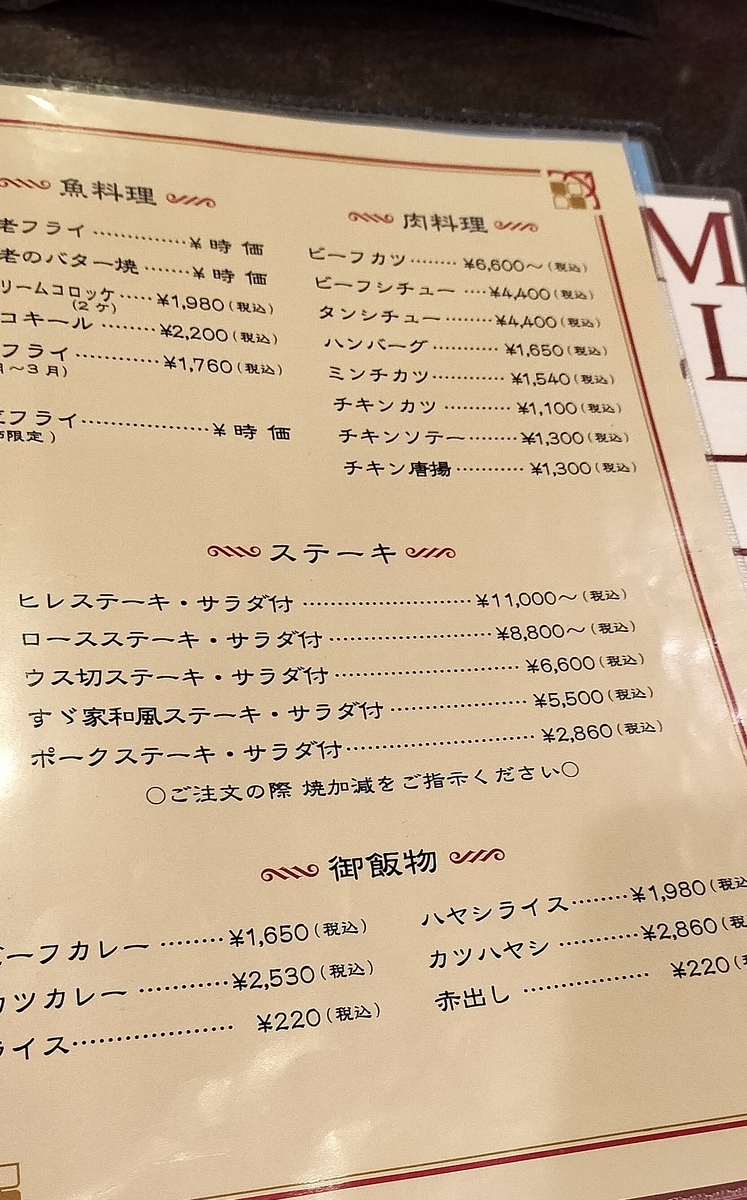 魚料理
老フライ……………¥時価
老のバター焼………¥時価
リームコロッケ……¥1,980(税込)
(2ケ)
コキール………¥2,200(税込)
フライ…………¥1,760(税込)
～3月)
フライ…………………¥時価
限定)
肉料理
ビーフカツ………¥6,600～(税込)
ビーフシチュー……¥4,400(税込)
タンシチュー………¥4,400(税込)
ハンバーグ…………¥1,650(税込)
ミンチカツ…………¥1,540(税込)
チキンカツ…………¥1,100(税込)
チキンソテー………¥1,300(税込)
チキン唐揚…………¥1,300(税込)
ステーキ
ヒレステーキ・サラダ付……………………¥11,000～(税込)
ロースステーキ・サラダ付…………………¥8,800～(税込)
ウス切ステーキ・サラダ付…………………¥6,600(税込)
すゞ家和風ステーキ・サラダ付……………¥5,500(税込)
ポークステーキ・サラダ付…………………¥2,860(税込)
○ご注文の際 焼加減をご指示ください○
御飯物
ーフカレー………¥1,650(税込)
カツカレー…………¥2,530(税込)
ライス………………… ¥220(税込)
ハヤシライス………¥1,980(税込
カツハヤシ…………¥2,860(税
赤出し……………… ¥220(
M
L